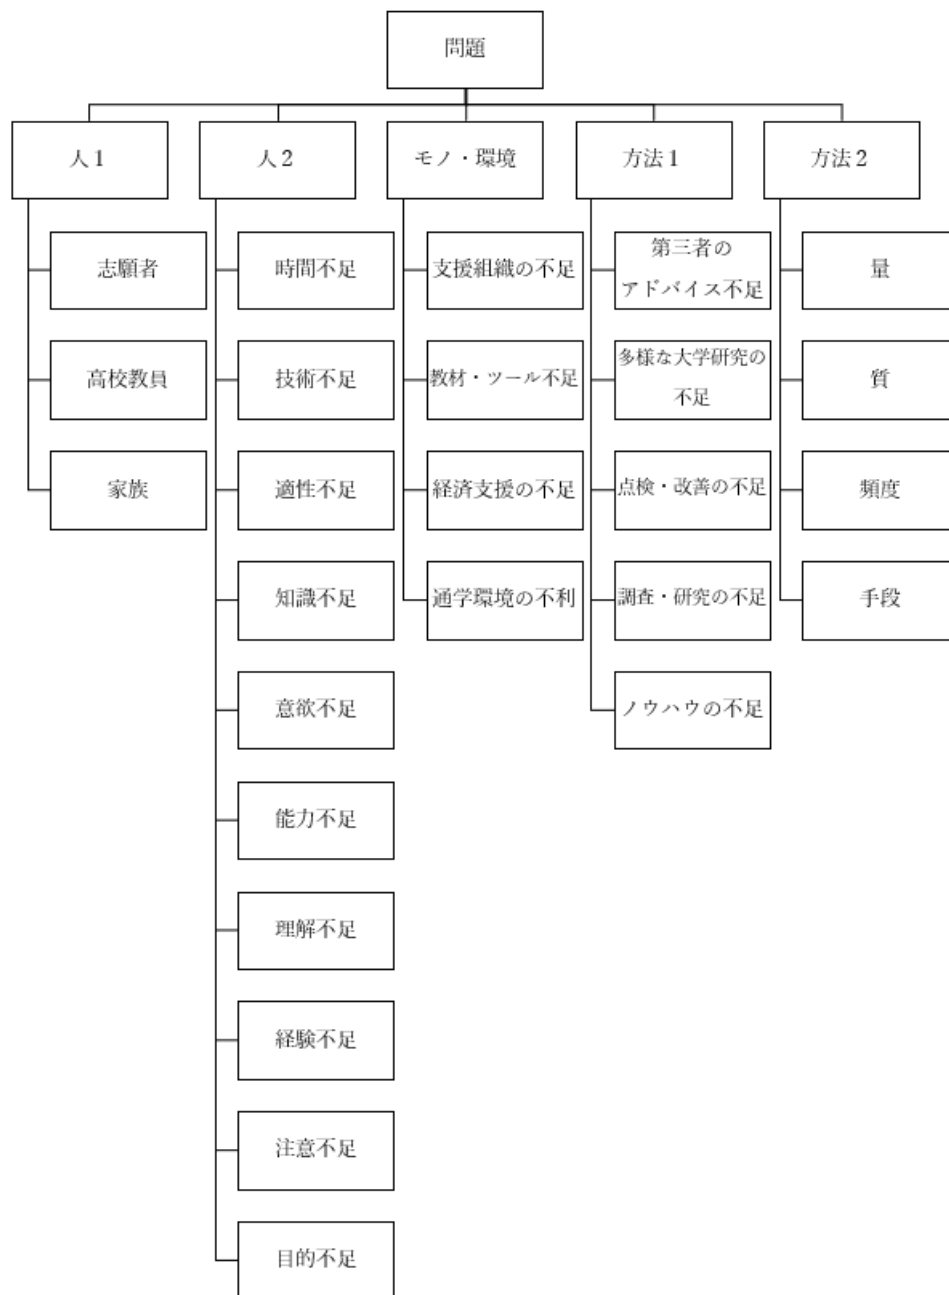 問題
人1
人2
モノ・環境
方法1
方法2
志願者
高校教員
家族
時間不足
技術不足
適性不足
知識不足
意欲不足
能力不足
理解不足
経験不足
注意不足
目的不足
支援組織の不足
教材・ツール不足
経済支援の不足
通学環境の不利
第三者の
アドバイス不足
多様な大学研究の
不足
点検・改善の不足
調査・研究の不足
ノウハウの不足
量
質
頻度
手段